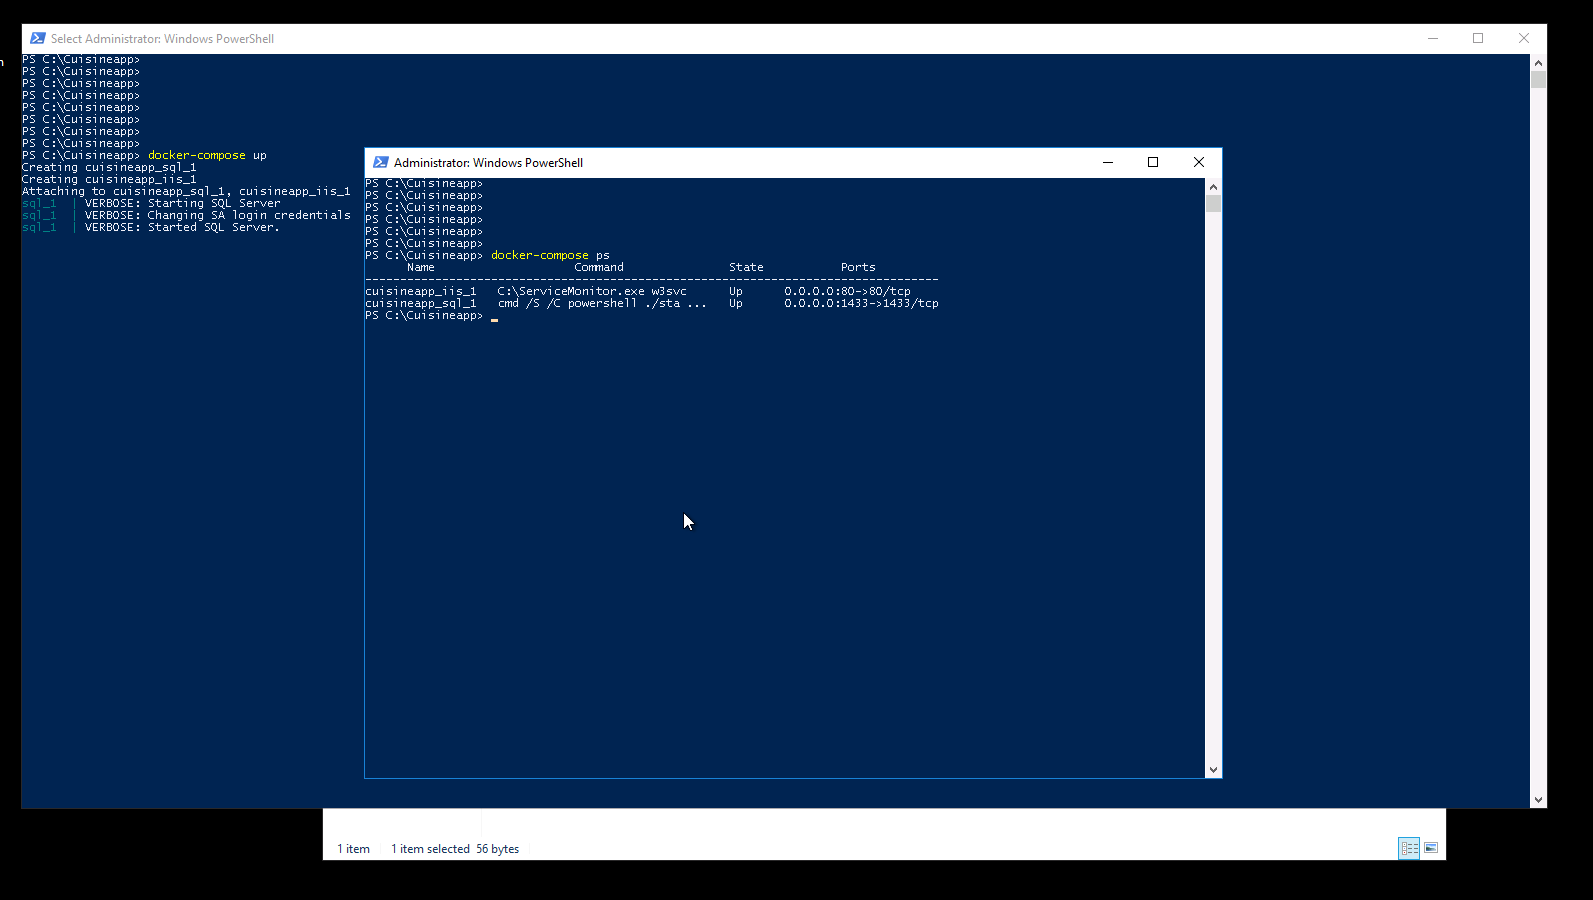 Select Administrator: Windows PowerShell
PS C:\Cuisineapp>
PS C:\Cuisineapp>
PS C:\Cuisineapp>
PS C:\Cuisineapp>
PS C:\Cuisineapp>
PS C:\Cuisineapp>
PS C:\Cuisineapp>
PS C:\Cuisineapp>
PS C:\Cuisineapp> docker-compose up
Creating cuisineapp_sql_1
Creating cuisineapp_iis_1
Attaching to cuisineapp_sql_1, cuisineapp_iis_1
sql_1 | VERBOSE: Starting SQL Server
sql_1 | VERBOSE: Changing SA login credentials
sql_1 | VERBOSE: Started SQL Server.
Administrator: Windows PowerShell
PS C:\Cuisineapp>
PS C:\Cuisineapp>
PS C:\Cuisineapp>
PS C:\Cuisineapp>
PS C:\Cuisineapp>
PS C:\Cuisineapp>
PS C:\Cuisineapp> docker-compose ps
Name Command State Ports
--------------------------------------------------------------------------------
cuisineapp_iis_1 C:\ServiceMonitor.exe w3svc Up 0.0.0.0:80->80/tcp
cuisineapp_sql_1 cmd /S /C powershell ./sta ... Up 0.0.0.0:1433->1433/tcp
PS C:\Cuisineapp> _
1 item 1 item selected 56 bytes